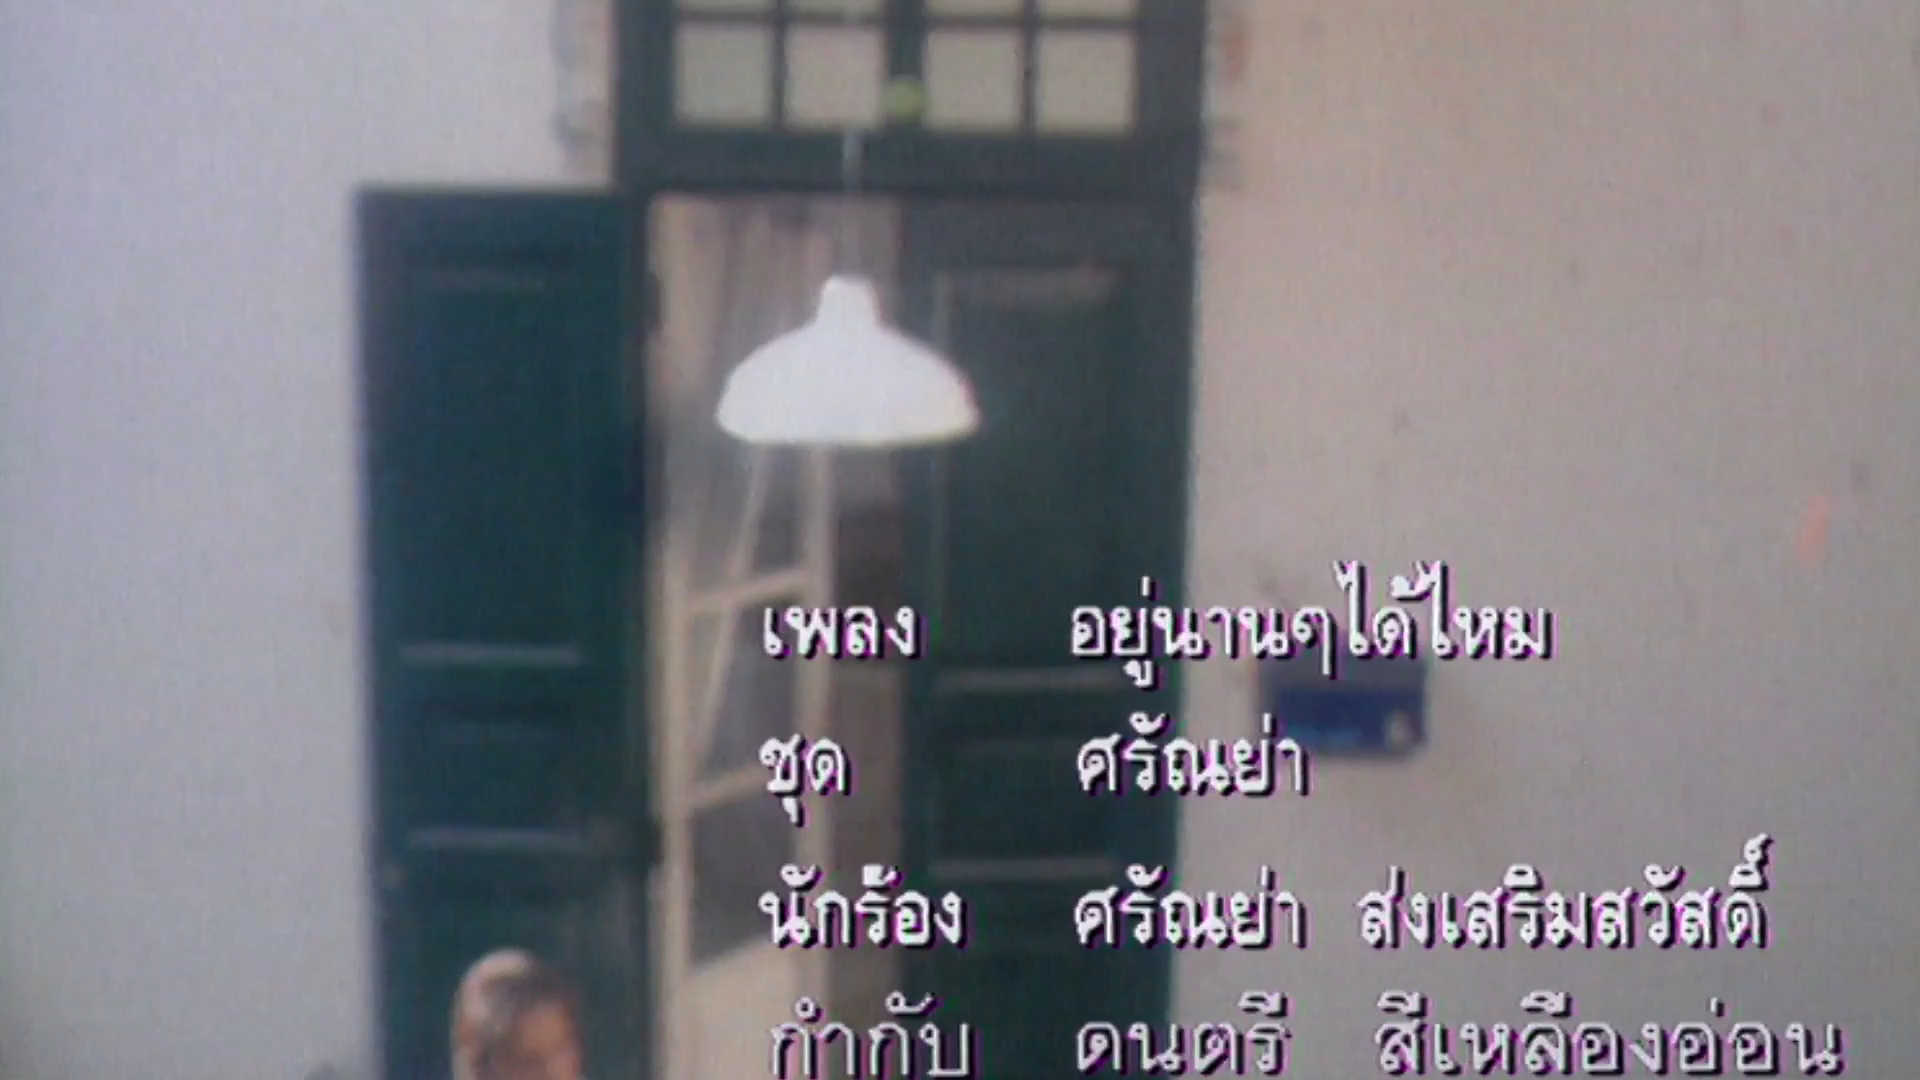 เพลง อยู่นานๆได้ไหม
ชุด ศรัณย่า
นักร้อง ศรัณย่า ส่งเสริมสวัสดิ์
กำกับ ดนตรี สีเหลืองอ่อน